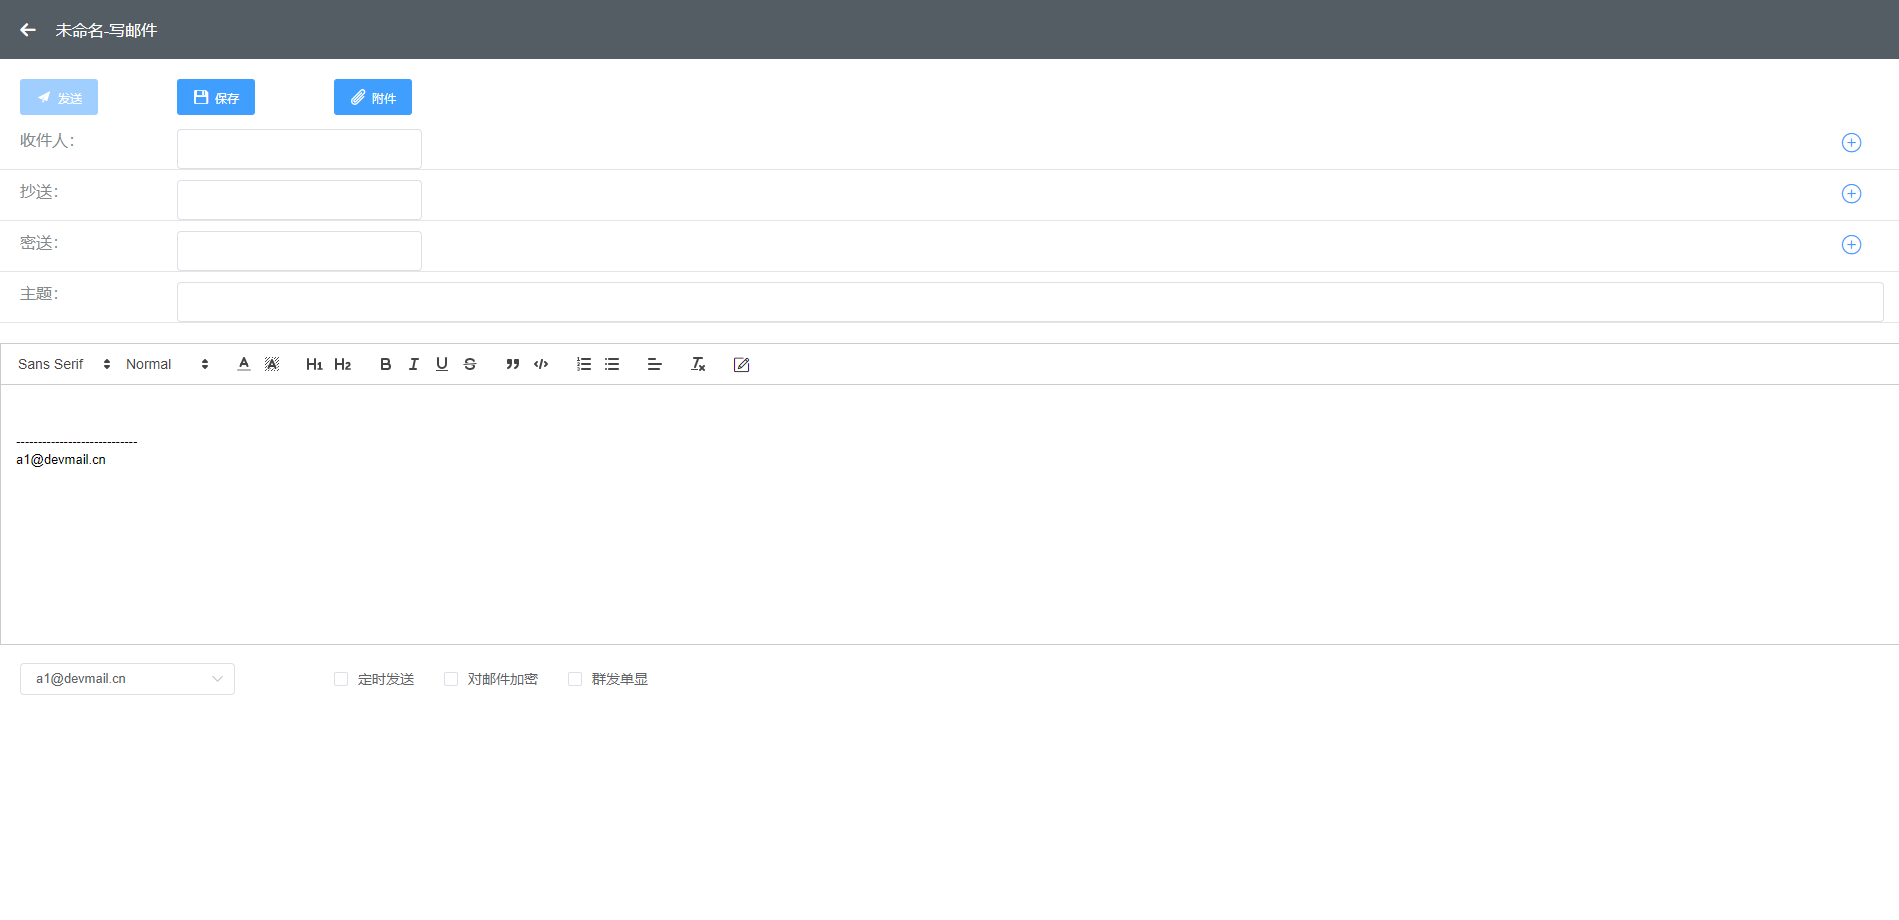 未命名-写邮件
发送 保存 附件
收件人:
抄送:
密送:
主题:
Sans Serif Normal A A H1 H2 B I U S
----------------------------
a1@devmail.cn
a1@devmail.cn 定时发送 对邮件加密 群发单显